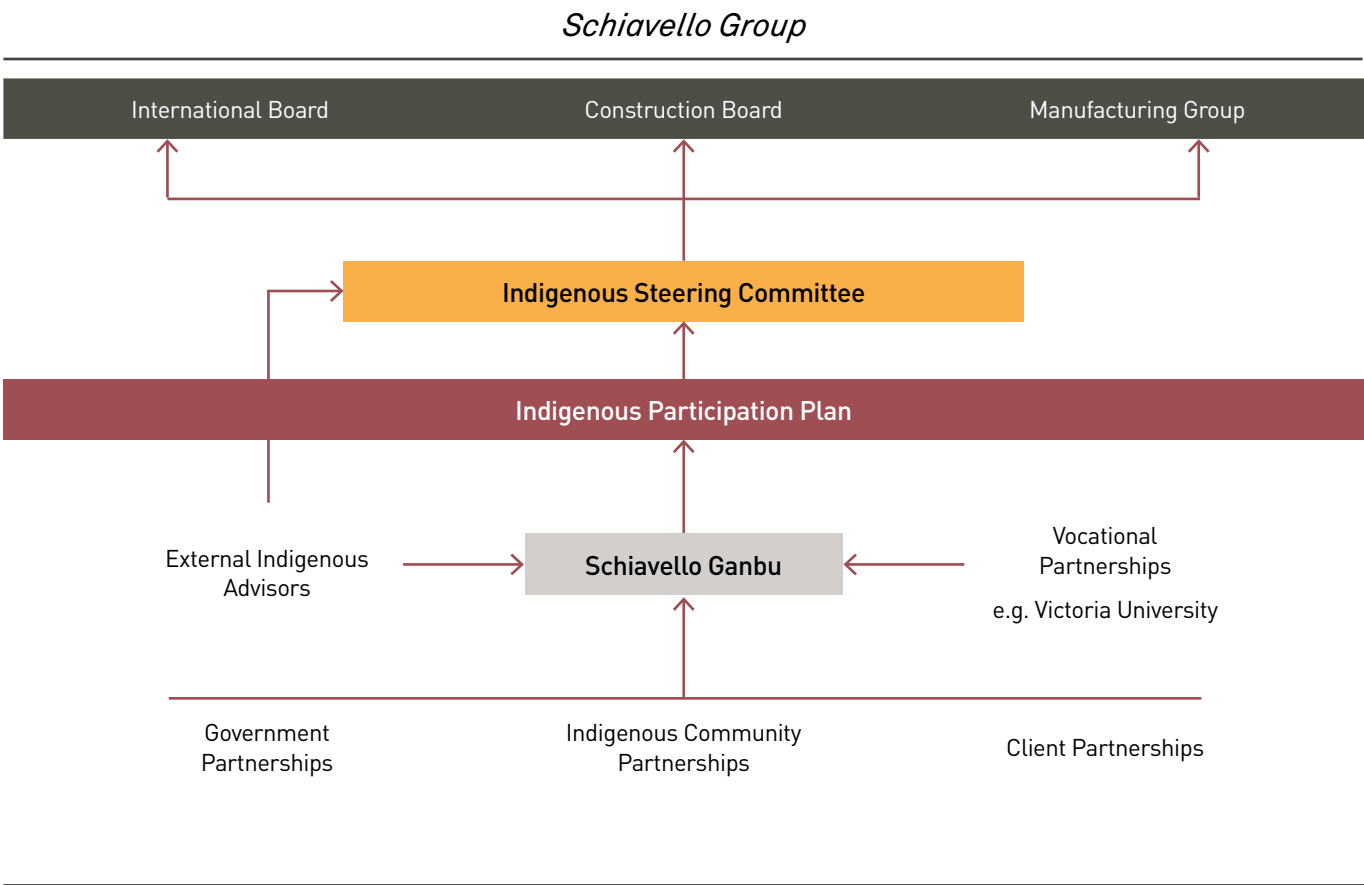 Schiavello Group
International Board
Construction Board
Manufacturing Group
Indigenous Steering Committee
Indigenous Participation Plan
External Indigenous
Advisors
Schiavello Ganbu
Vocational
Partnerships
e.g. Victoria University
Government
Partnerships
Indigenous Community
Partnerships
Client Partnerships